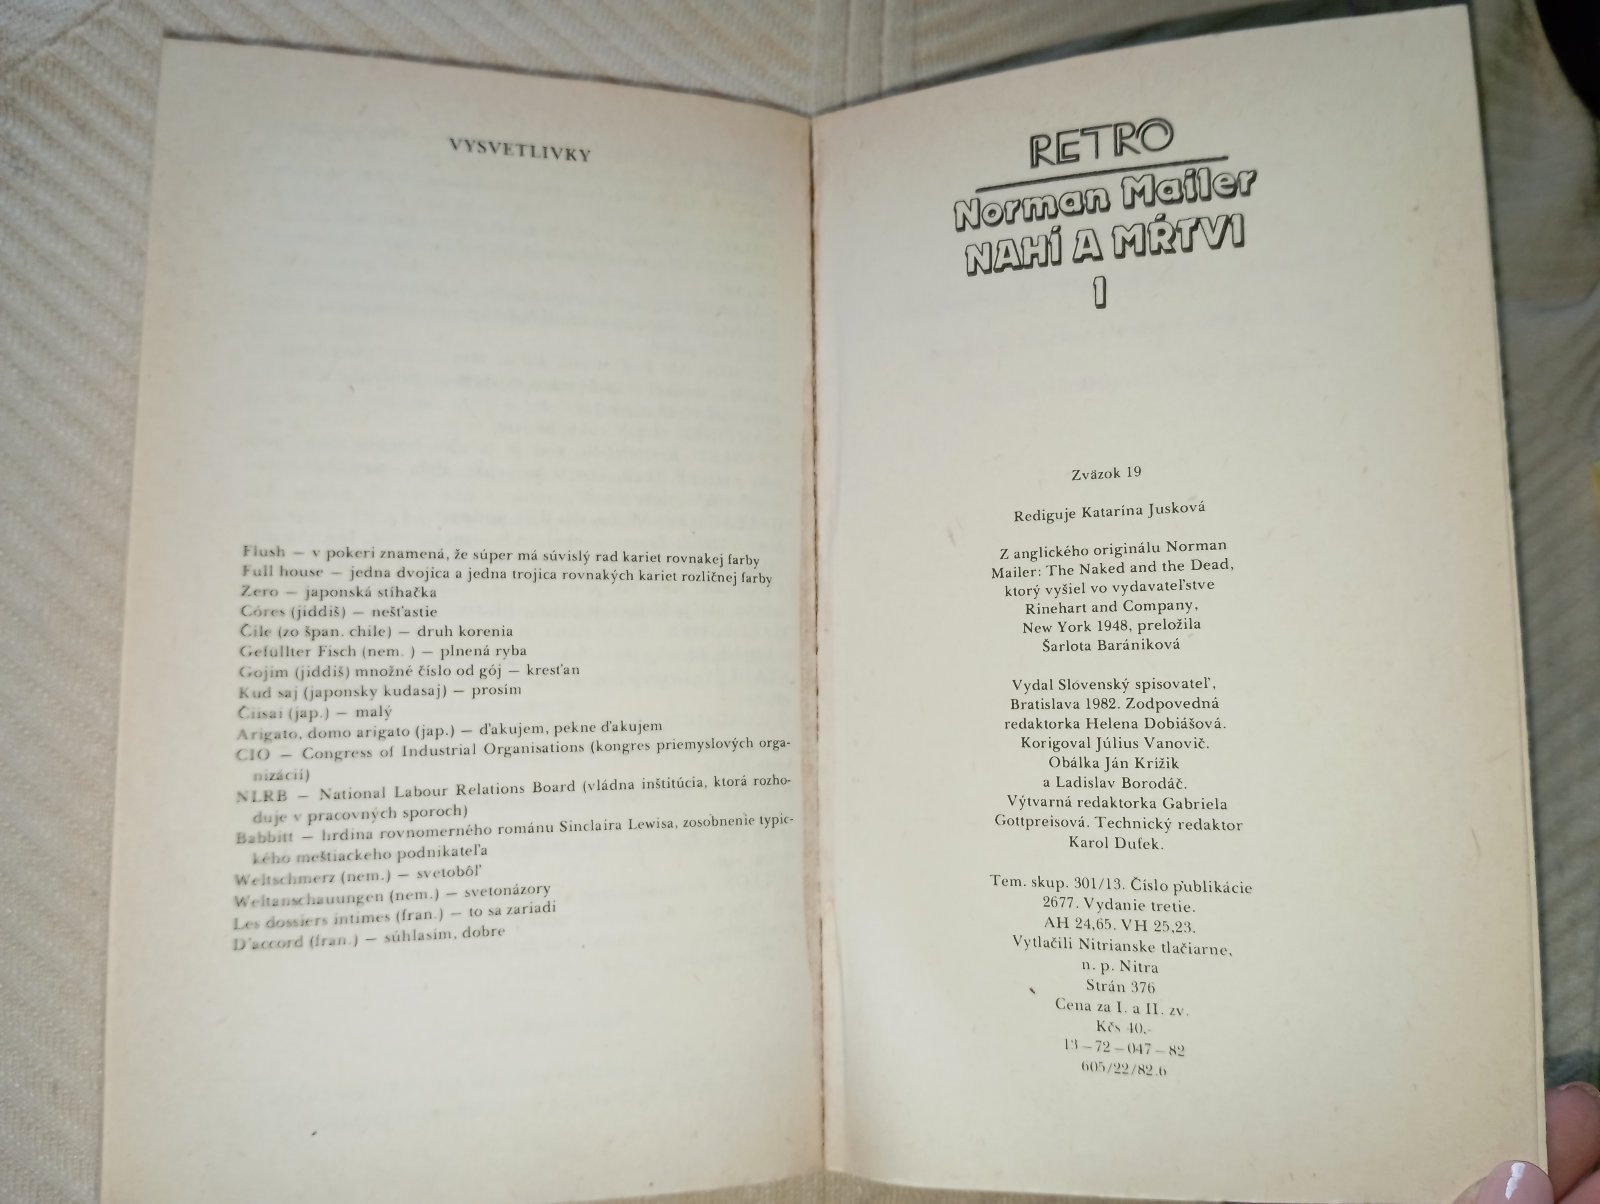 VYSVETLIVKY
Flush — v pokeri znamená, že súper má súvislý rad kariet rovnakej farby
Full house — jedna dvojica a jedna trojica rovnakých kariet rozličnej farby
Zero — japonská stíhačka
Córes (jiddiš) — nešťastie
Čile (zo špan. chile) — druh korenia
Gefüllter Fisch (nem. ) — plnená ryba
Gojim (jiddiš) množné číslo od gój — kresťan
Kud saj (japonsky kudasaj) — prosím
Čiisai (jap.) — malý
Arigato, domo arigato (jap.) — ďakujem, pekne ďakujem
CIO — Congress of Industrial Organisations (kongres priemyslových orga-
nizácií)
NLRB — National Labour Relations Board (vládna inštitúcia, ktorá rozho-
duje v pracovných sporoch)
Babbitt — hrdina rovnomerného románu Sinclaira Lewisa, zosobnenie typic-
kého meštiackeho podnikateľa
Weltschmerz (nem.) — svetobôľ
Weltanschauungen (nem.) — svetonázory
Les dossiers intimes (fran.) — to sa zariadi
D'accord (fran.) — súhlasím, dobre
RETRO
Norman Mailer
NAHÍ A MŔTVI
1
Zväzok 19
Rediguje Katarína Jusková
Z anglického originálu Norman
Mailer: The Naked and the Dead,
ktorý vyšiel vo vydavateľstve
Rinehart and Company,
New York 1948, preložila
Šarlota Barániková
Vydal Slovenský spisovateľ,
Bratislava 1982. Zodpovedná
redaktorka Helena Dobiášová.
Korigoval Július Vanovič.
Obálka Ján Krížik
a Ladislav Borodáč.
Výtvarná redaktorka Gabriela
Gottpreisová. Technický redaktor
Karol Dufek.
Tem. skup. 301/13. Číslo publikácie
2677. Vydanie tretie.
AH 24,65. VH 25,23.
Vytlačili Nitrianske tlačiarne,
n. p. Nitra
Strán 376
Cena za I. a II. zv.
Kčs 40,-
13—72—047—82
605/22/82.6